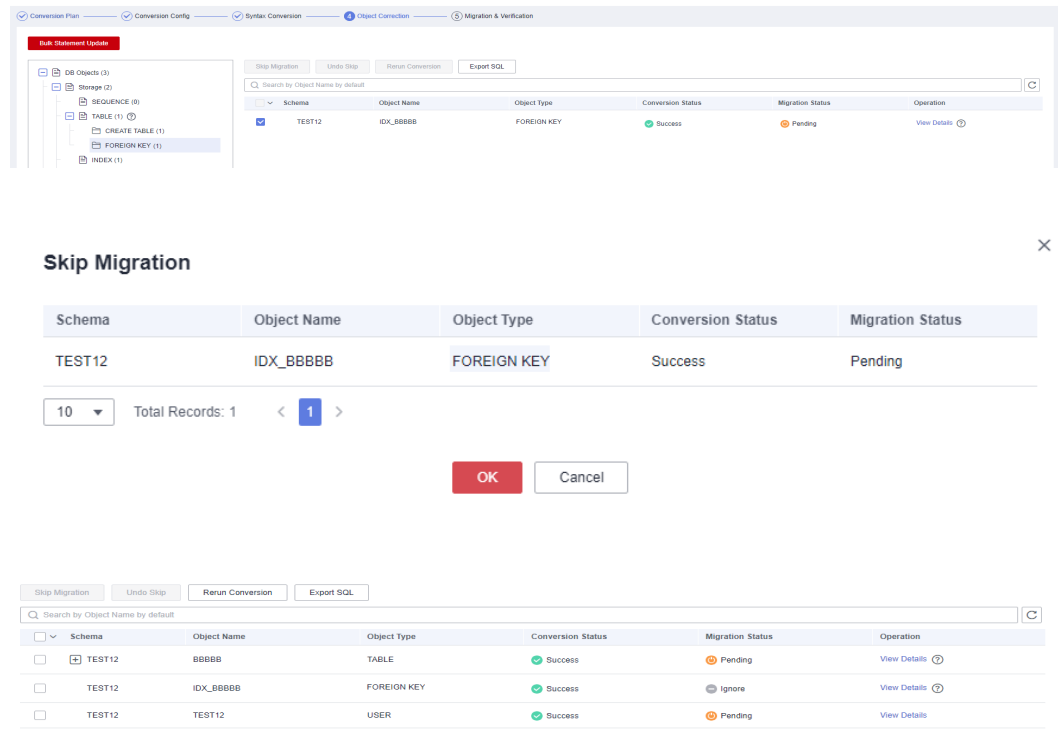 Conversion Plan Conversion Config Syntax Conversion 4 Object Correction 5 Migration & Verification
Bulk Statement Update
DB Objects (3)
Storage (2)
SEQUENCE (0)
TABLE (1)
CREATE TABLE (1)
FOREIGN KEY (1)
INDEX (1)
Skip Migration Undo Skip Rerun Conversion Export SQL
Search by Object Name by default
Schema Object Name Object Type Conversion Status Migration Status Operation
TEST12 IDX_BBBBB FOREIGN KEY Success Pending View Details
Skip Migration
Schema Object Name Object Type Conversion Status Migration Status
TEST12 IDX_BBBBB FOREIGN KEY Success Pending
10 Total Records: 1 < 1 >
OK Cancel
Skip Migration Undo Skip Rerun Conversion Export SQL
Search by Object Name by default
Schema Object Name Object Type Conversion Status Migration Status Operation
TEST12 BBBBB TABLE Success Pending View Details
TEST12 IDX_BBBBB FOREIGN KEY Success Ignore View Details
TEST12 TEST12 USER Success Pending View Details